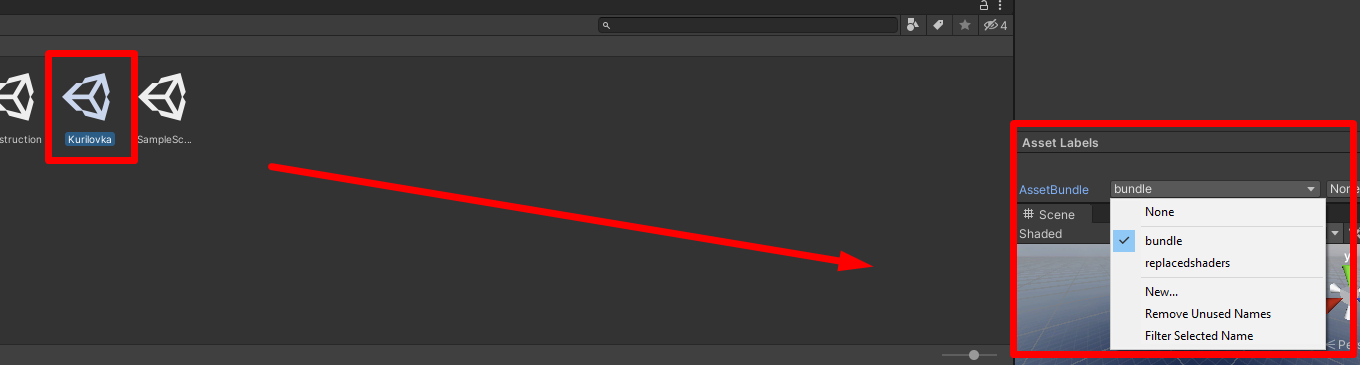 4
struction
Kurilovka
SampleSc...
Asset Labels
AssetBundle
bundle
None
Scene
Shaded
None
bundle
replacedshaders
New...
Remove Unused Names
Filter Selected Name
y
< Pers